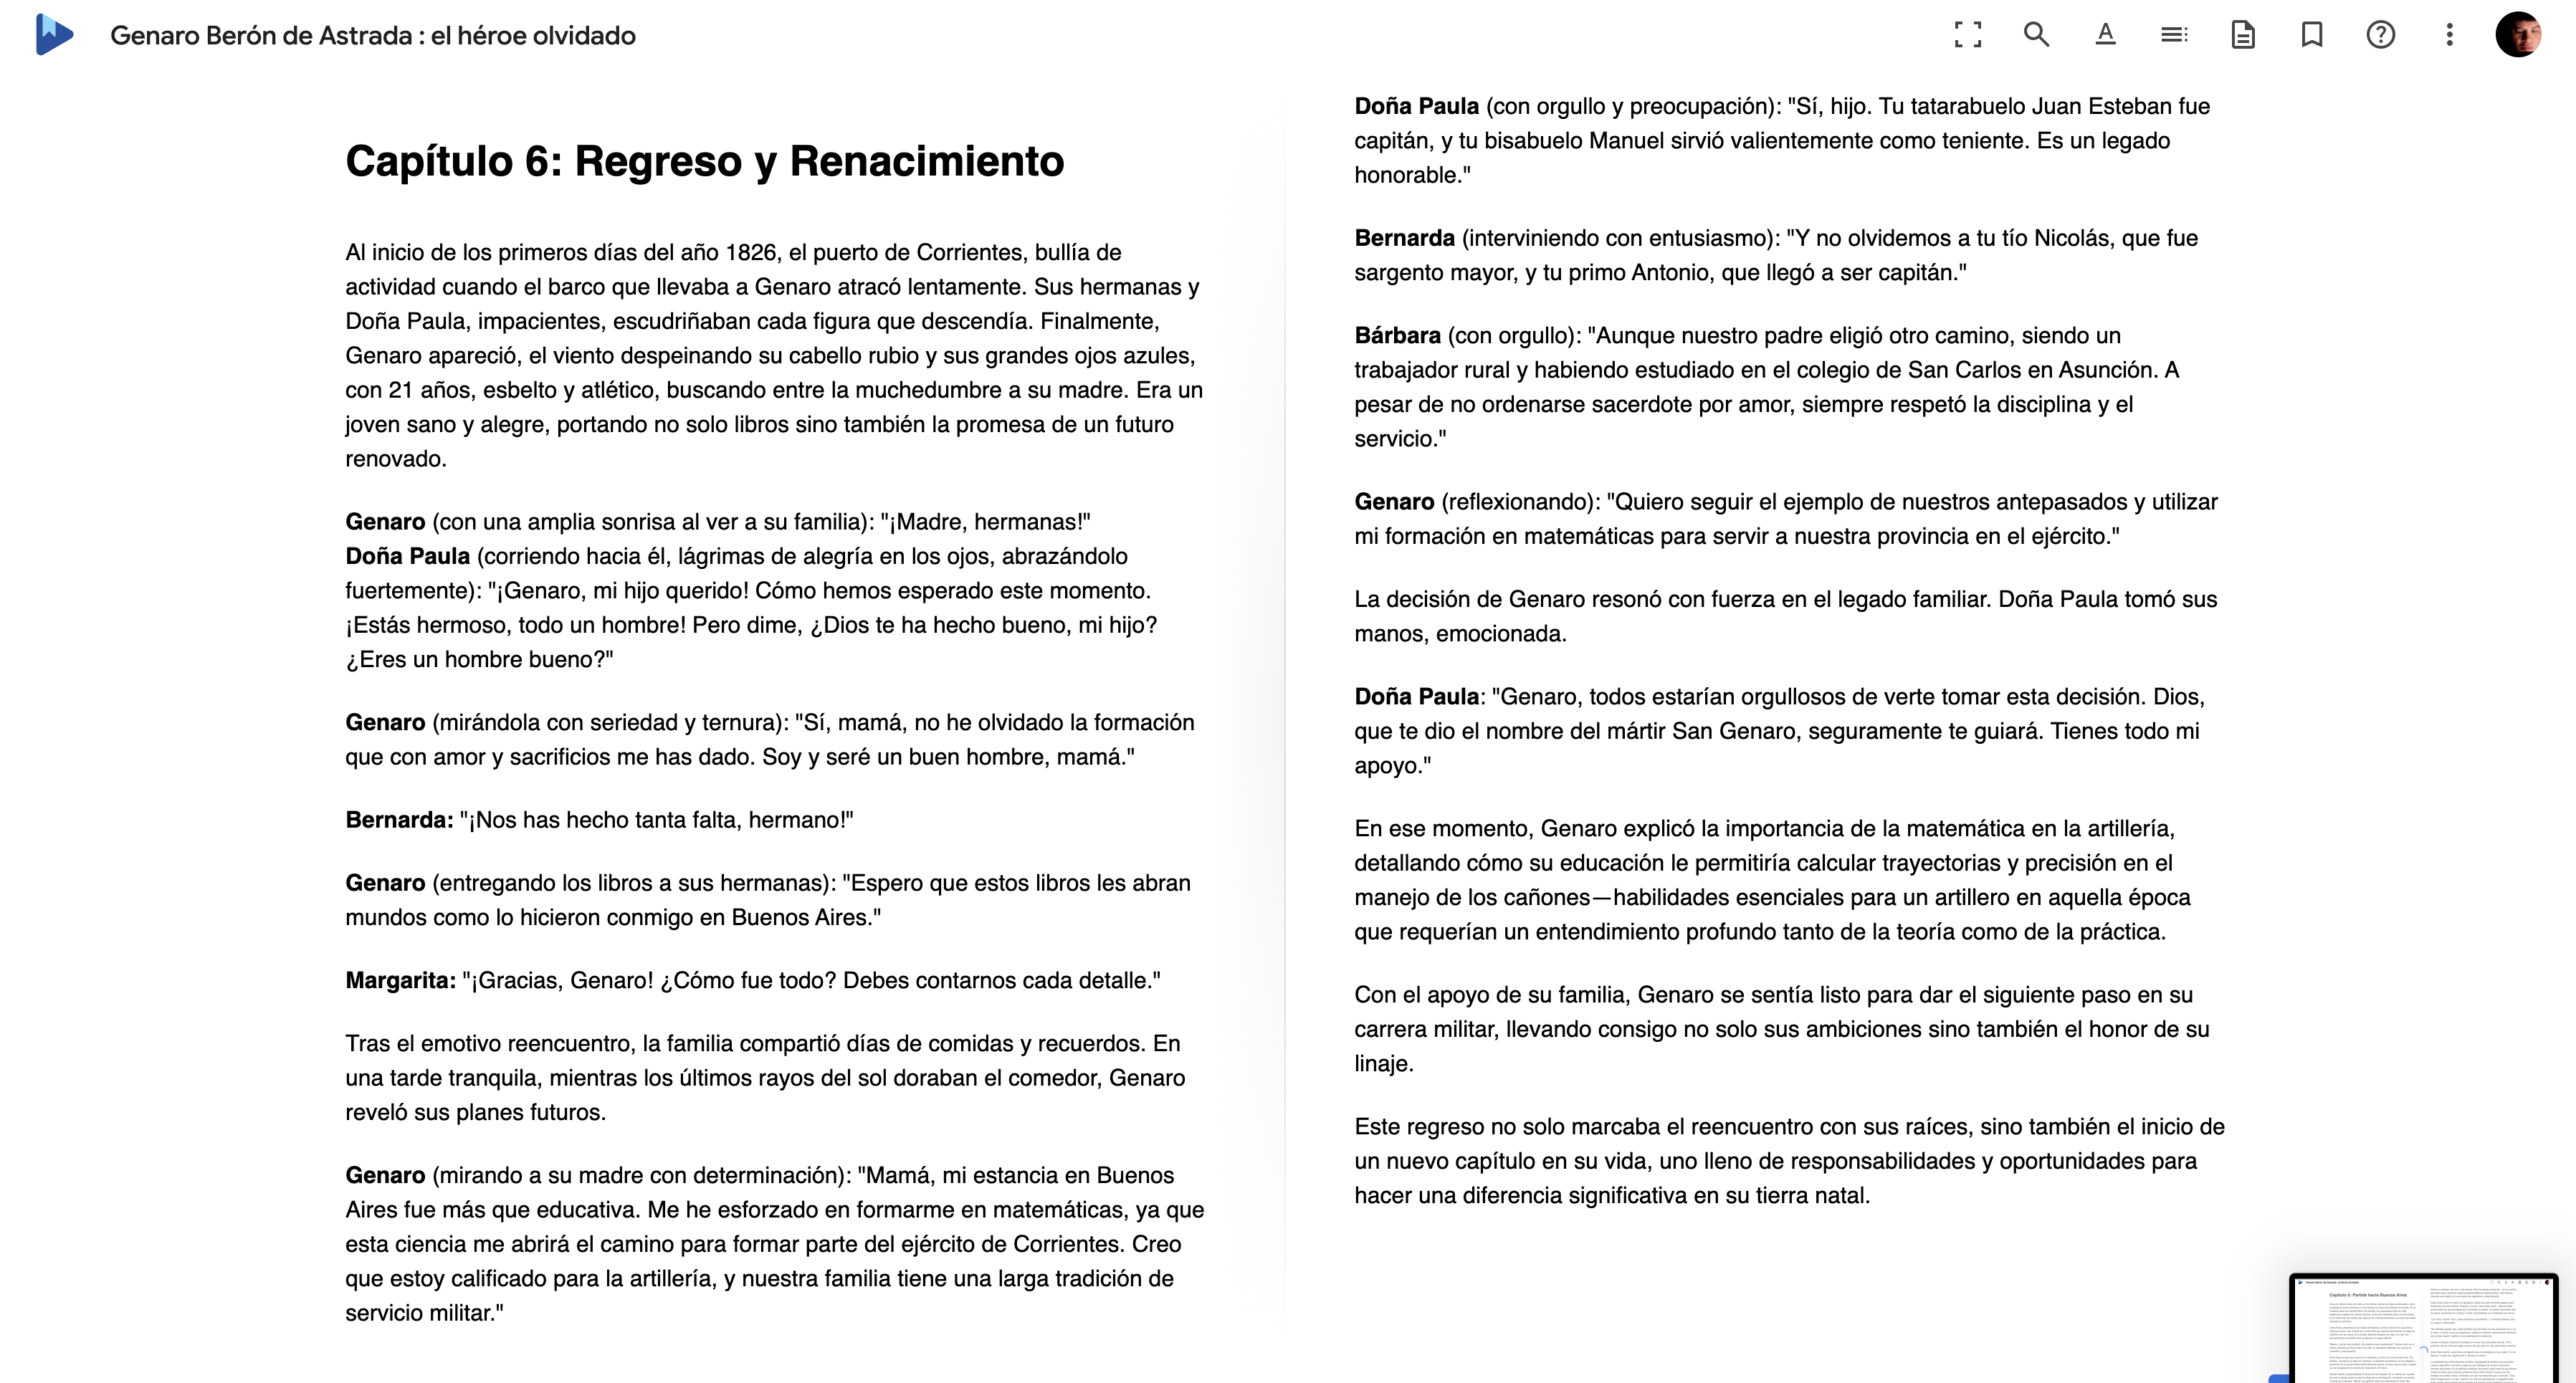 Genaro Berón de Astrada : el héroe olvidado
Capítulo 6: Regreso y Renacimiento
Al inicio de los primeros días del año 1826, el puerto de Corrientes, bullía de
actividad cuando el barco que llevaba a Genaro atracó lentamente. Sus hermanas y
Doña Paula, impacientes, escudriñaban cada figura que descendía. Finalmente,
Genaro apareció, el viento despeinando su cabello rubio y sus grandes ojos azules,
con 21 años, esbelto y atlético, buscando entre la muchedumbre a su madre. Era un
joven sano y alegre, portando no solo libros sino también la promesa de un futuro
renovado.
Genaro (con una amplia sonrisa al ver a su familia): "¡Madre, hermanas!"
Doña Paula (corriendo hacia él, lágrimas de alegría en los ojos, abrazándolo
fuertemente): "¡Genaro, mi hijo querido! Cómo hemos esperado este momento.
¡Estás hermoso, todo un hombre! Pero dime, ¿Dios te ha hecho bueno, mi hijo?
¿Eres un hombre bueno?"
Genaro (mirándola con seriedad y ternura): "Sí, mamá, no he olvidado la formación
que con amor y sacrificios me has dado. Soy y seré un buen hombre, mamá."
Bernarda: "¡Nos has hecho tanta falta, hermano!"
Genaro (entregando los libros a sus hermanas): "Espero que estos libros les abran
mundos como lo hicieron conmigo en Buenos Aires."
Margarita: "¡Gracias, Genaro! ¿Cómo fue todo? Debes contarnos cada detalle."
Tras el emotivo reencuentro, la familia compartió días de comidas y recuerdos. En
una tarde tranquila, mientras los últimos rayos del sol doraban el comedor, Genaro
reveló sus planes futuros.
Genaro (mirando a su madre con determinación): "Mamá, mi estancia en Buenos
Aires fue más que educativa. Me he esforzado en formarme en matemáticas, ya que
esta ciencia me abrirá el camino para formar parte del ejército de Corrientes. Creo
que estoy calificado para la artillería, y nuestra familia tiene una larga tradición de
servicio militar."
Doña Paula (con orgullo y preocupación): "Sí, hijo. Tu tatarabuelo Juan Esteban fue
capitán, y tu bisabuelo Manuel sirvió valientemente como teniente. Es un legado
honorable."
Bernarda (interviniendo con entusiasmo): "Y no olvidemos a tu tío Nicolás, que fue
sargento mayor, y tu primo Antonio, que llegó a ser capitán."
Bárbara (con orgullo): "Aunque nuestro padre eligió otro camino, siendo un
trabajador rural y habiendo estudiado en el colegio de San Carlos en Asunción. A
pesar de no ordenarse sacerdote por amor, siempre respetó la disciplina y el
servicio."
Genaro (reflexionando): "Quiero seguir el ejemplo de nuestros antepasados y utilizar
mi formación en matemáticas para servir a nuestra provincia en el ejército."
La decisión de Genaro resonó con fuerza en el legado familiar. Doña Paula tomó sus
manos, emocionada.
Doña Paula: "Genaro, todos estarían orgullosos de verte tomar esta decisión. Dios,
que te dio el nombre del mártir San Genaro, seguramente te guiará. Tienes todo mi
apoyo."
En ese momento, Genaro explicó la importancia de la matemática en la artillería,
detallando cómo su educación le permitiría calcular trayectorias y precisión en el
manejo de los cañones—habilidades esenciales para un artillero en aquella época
que requerían un entendimiento profundo tanto de la teoría como de la práctica.
Con el apoyo de su familia, Genaro se sentía listo para dar el siguiente paso en su
carrera militar, llevando consigo no solo sus ambiciones sino también el honor de su
linaje.
Este regreso no solo marcaba el reencuentro con sus raíces, sino también el inicio de
un nuevo capítulo en su vida, uno lleno de responsabilidades y oportunidades para
hacer una diferencia significativa en su tierra natal.
Capítulo 5: Partida hacia Buenos Aires